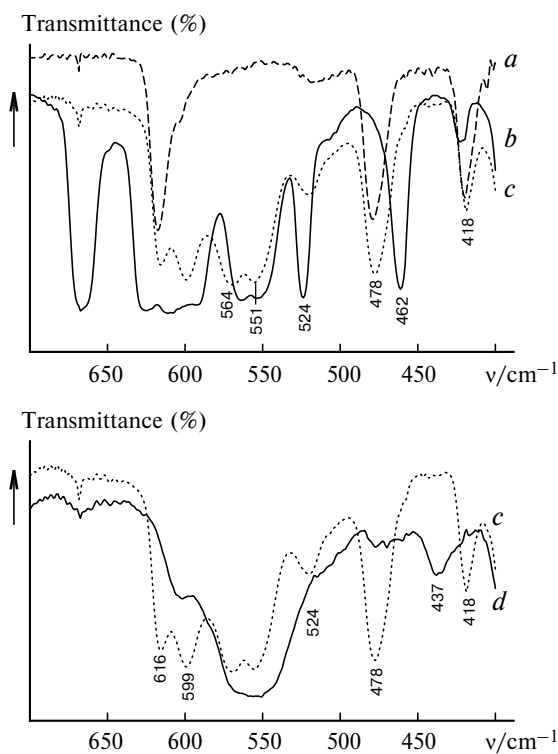 Transmittance (%)
a
b
c
564
551
524
478
462
418
650 600 550 500 450 ν/cm−1
Transmittance (%)
c
d
616
599
524
478
437
418
650 600 550 500 450 ν/cm−1